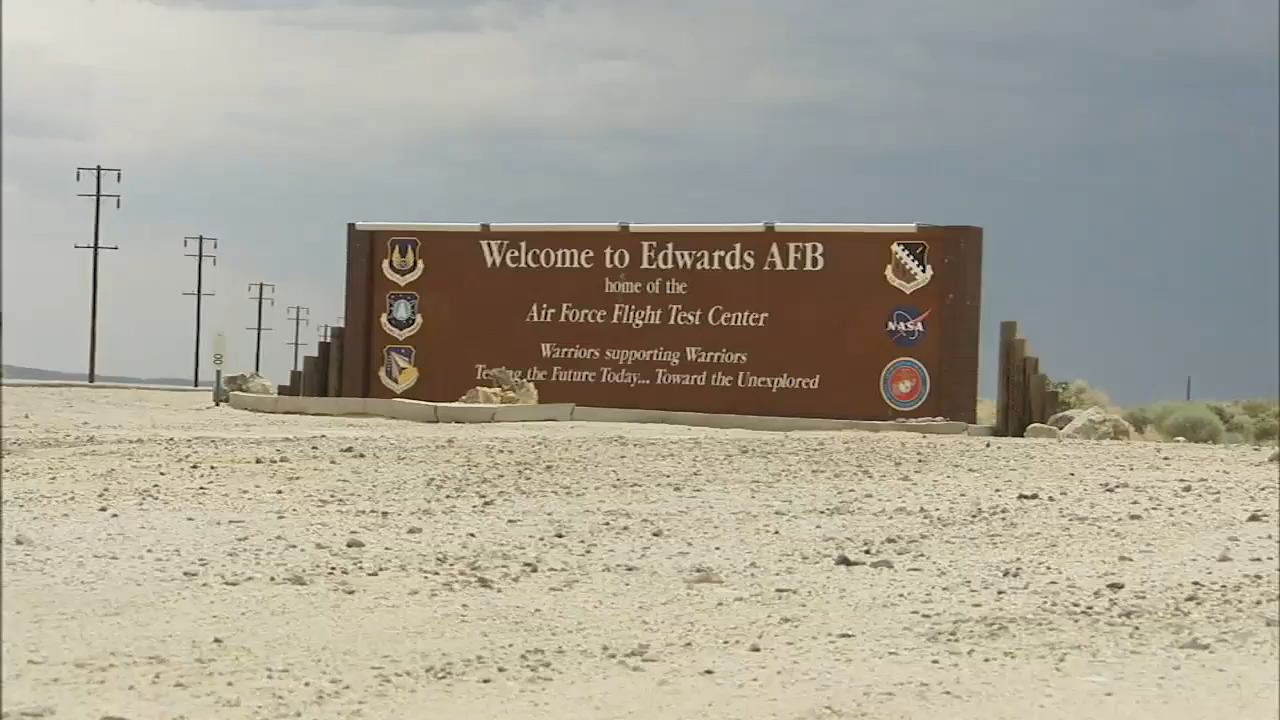 Welcome to Edwards AFB
home of the
Air Force Flight Test Center
Warriors supporting Warriors
the Future Today... Toward the Unexplored
NASA